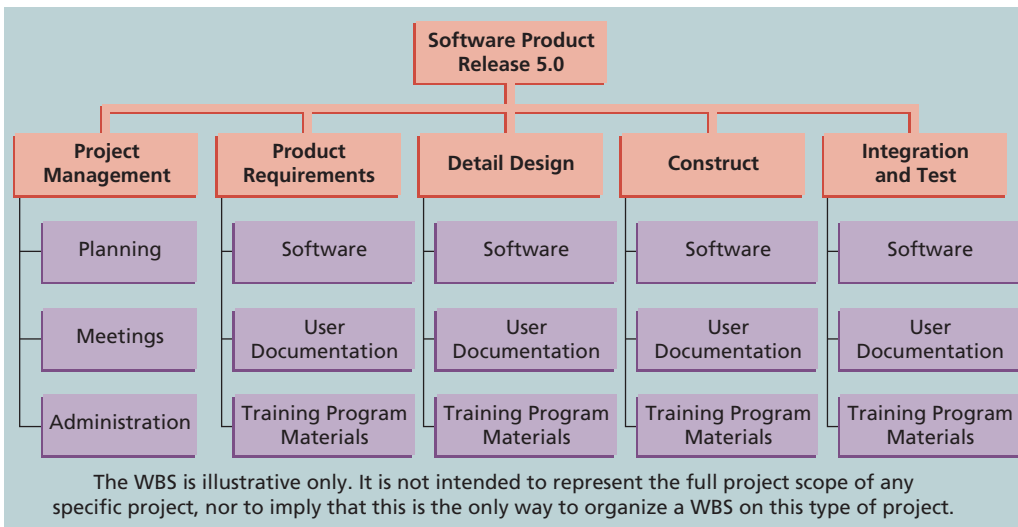 Software Product
Release 5.0
Project
Management
Product
Requirements
Detail Design
Construct
Integration
and Test
Planning
Software
Software
Software
Software
Meetings
User
Documentation
User
Documentation
User
Documentation
User
Documentation
Administration
Training Program
Materials
Training Program
Materials
Training Program
Materials
Training Program
Materials
The WBS is illustrative only. It is not intended to represent the full project scope of any
specific project, nor to imply that this is the only way to organize a WBS on this type of project.